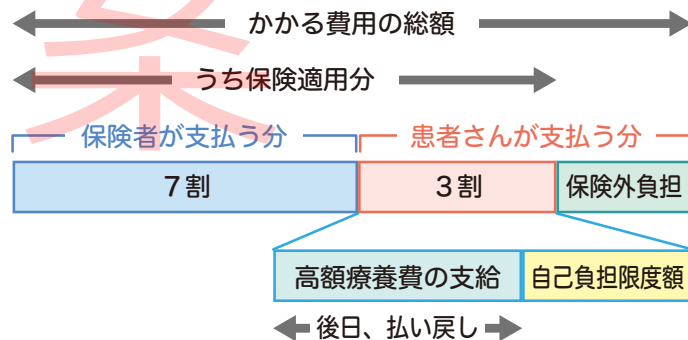 かかる費用の総額
うち保険適用分
保険者が支払う分
患者さんが支払う分
7割
3割
保険外負担
高額療養費の支給
自己負担限度額
後日、払い戻し